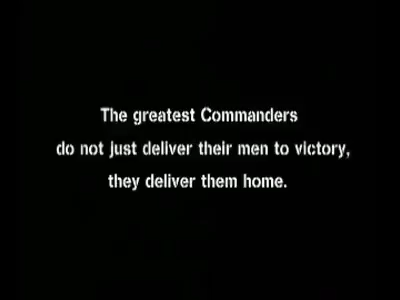 The greatest Commanders
do not just deliver their men to victory,
they deliver them home.